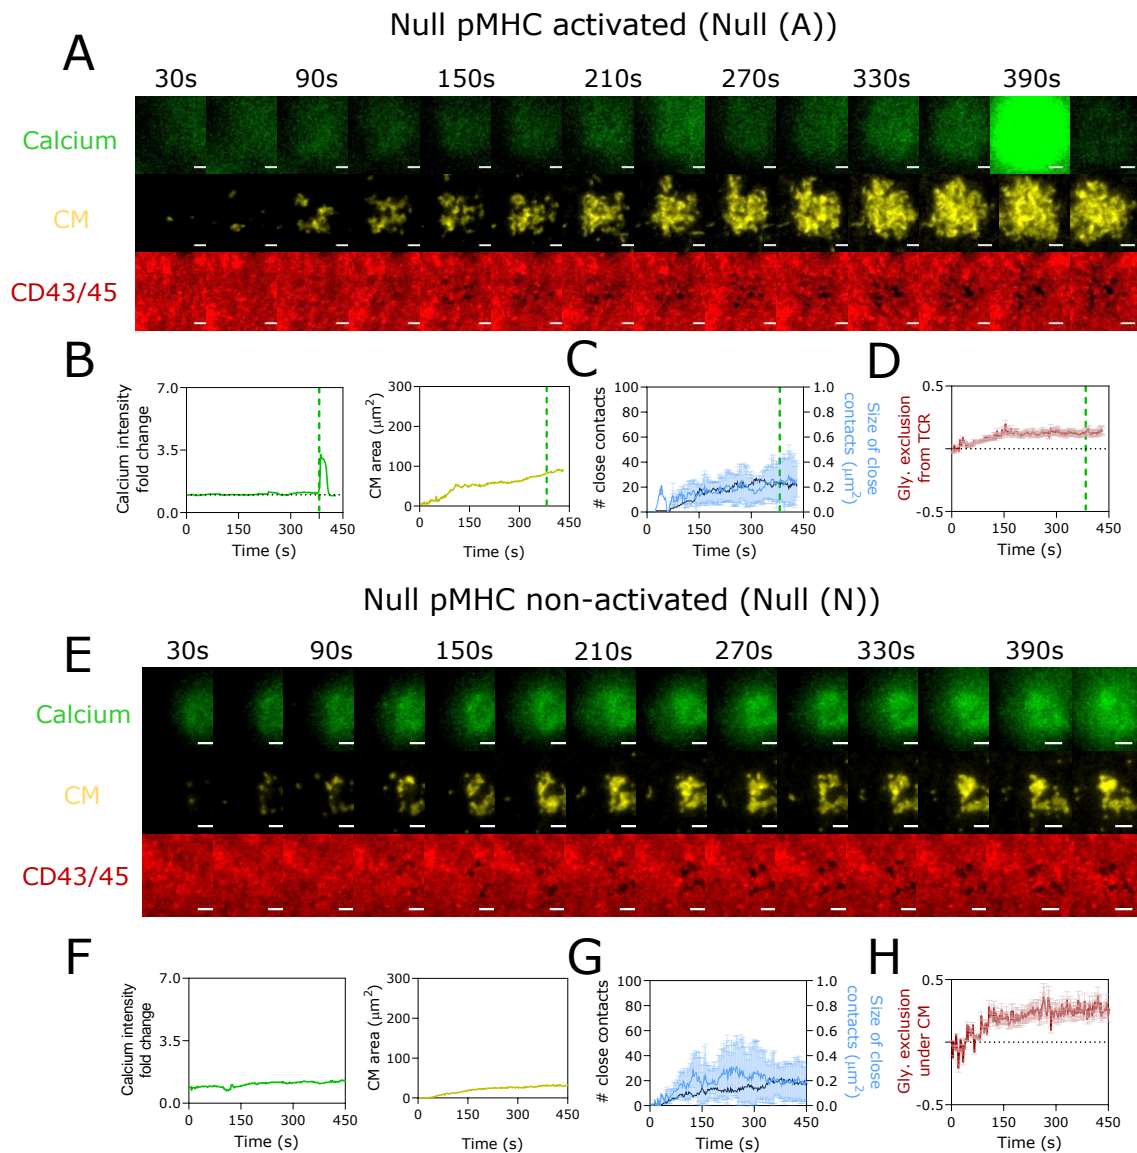 Null pMHC activated (Null (A))
A
30s 90s 150s 210s 270s 330s 390s
Calcium
CM
CD43/45
B
Calcium intensity
fold change
7.0
3.5
0.0
0 150 300 450
Time (s)
CM area (μm²)
300
200
100
0
0 150 300 450
Time (s)
C
# close contacts
100
80
60
40
20
0
0 150 300 450
Time (s)
1.0
0.8
0.6
0.4
0.2
0.0
Size of close
contacts (μm²)
D
Gly. exclusion
from TCR
0.5
-0.5
0 150 300 450
Time (s)
Null pMHC non-activated (Null (N))
E
30s 90s 150s 210s 270s 330s 390s
Calcium
CM
CD43/45
F
Calcium intensity
fold change
7.0
3.5
0.0
0 150 300 450
Time (s)
CM area (μm²)
300
200
100
0
0 150 300 450
Time (s)
G
# close contacts
100
80
60
40
20
0
0 150 300 450
Time (s)
1.0
0.8
0.6
0.4
0.2
0.0
Size of close
contacts (μm²)
H
Gly. exclusion
under CM
0.5
-0.5
0 150 300 450
Time (s)